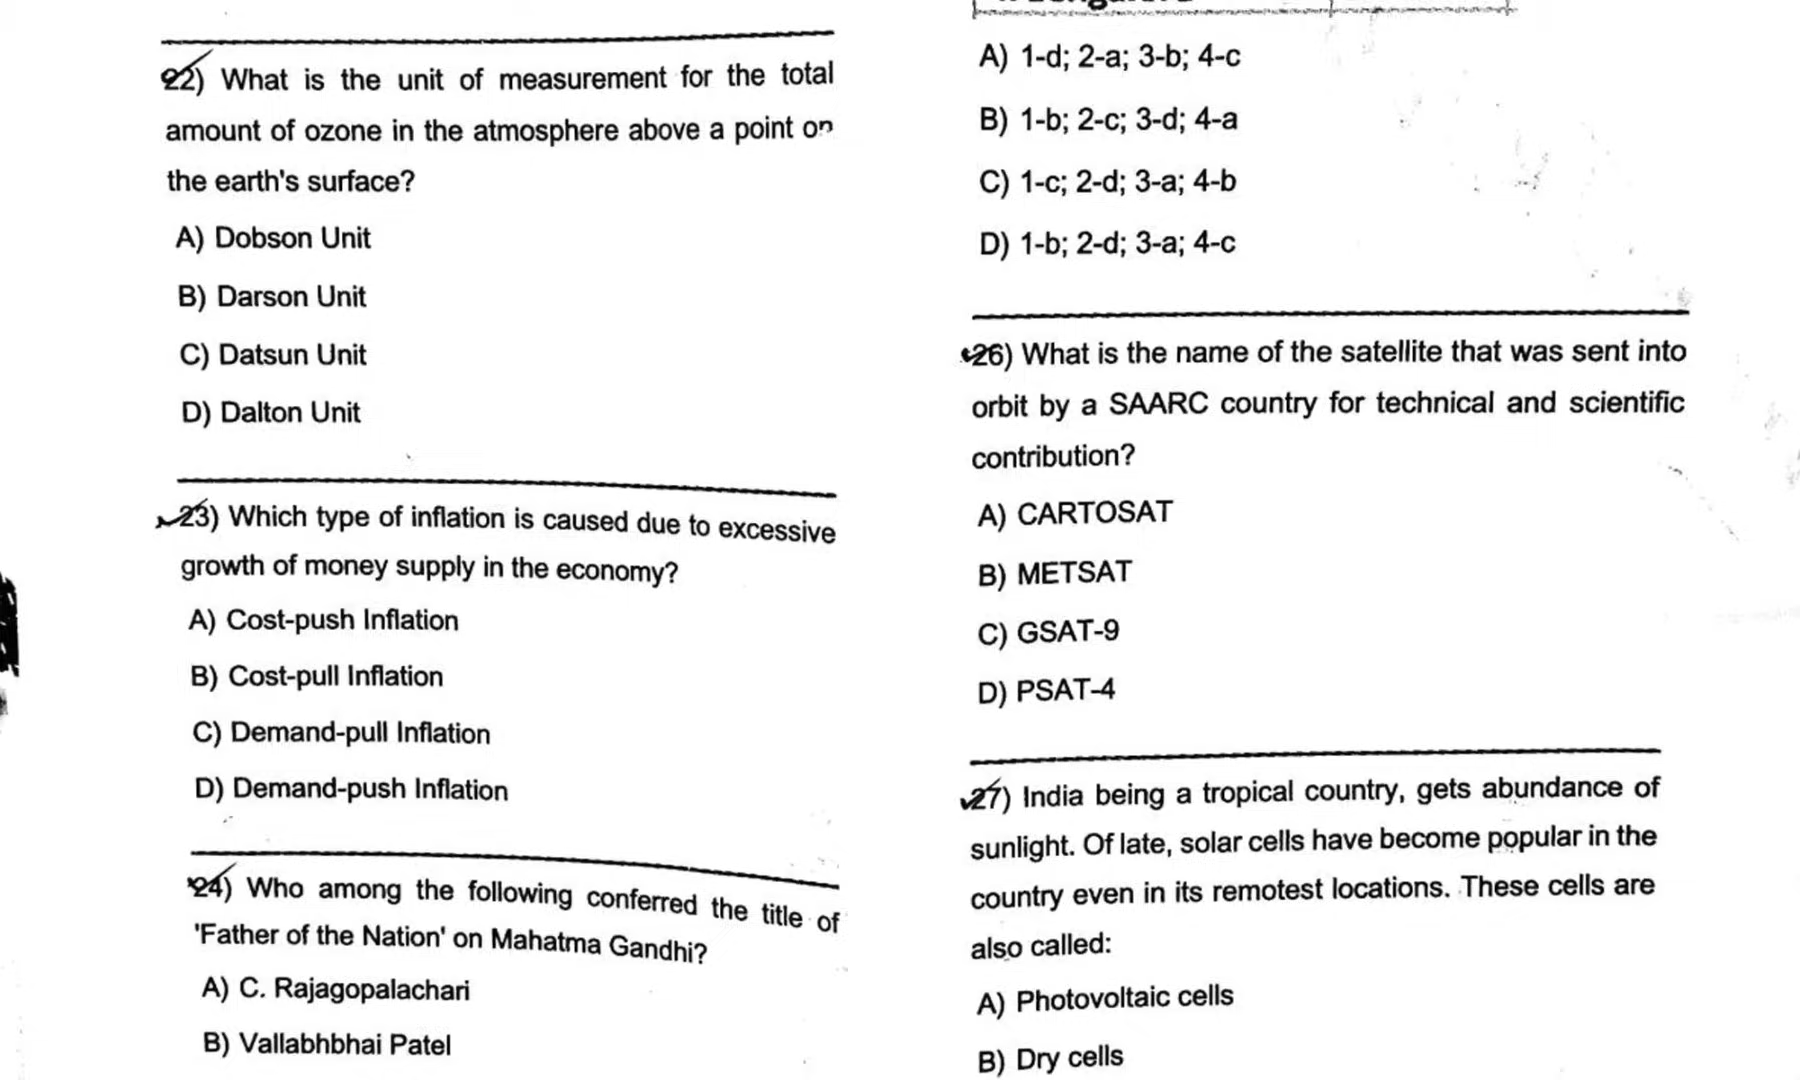 22) What is the unit of measurement for the total
amount of ozone in the atmosphere above a point on
the earth's surface?
A) Dobson Unit
B) Darson Unit
C) Datsun Unit
D) Dalton Unit
23) Which type of inflation is caused due to excessive
growth of money supply in the economy?
A) Cost-push Inflation
B) Cost-pull Inflation
C) Demand-pull Inflation
D) Demand-push Inflation
24) Who among the following conferred the title of
'Father of the Nation' on Mahatma Gandhi?
A) C. Rajagopalachari
B) Vallabhbhai Patel
A) 1-d; 2-a; 3-b; 4-c
B) 1-b; 2-c; 3-d; 4-a
C) 1-c; 2-d; 3-a; 4-b
D) 1-b; 2-d; 3-a; 4-c
26) What is the name of the satellite that was sent into
orbit by a SAARC country for technical and scientific
contribution?
A) CARTOSAT
B) METSAT
C) GSAT-9
D) PSAT-4
27) India being a tropical country, gets abundance of
sunlight. Of late, solar cells have become popular in the
country even in its remotest locations. These cells are
also called:
A) Photovoltaic cells
B) Dry cells